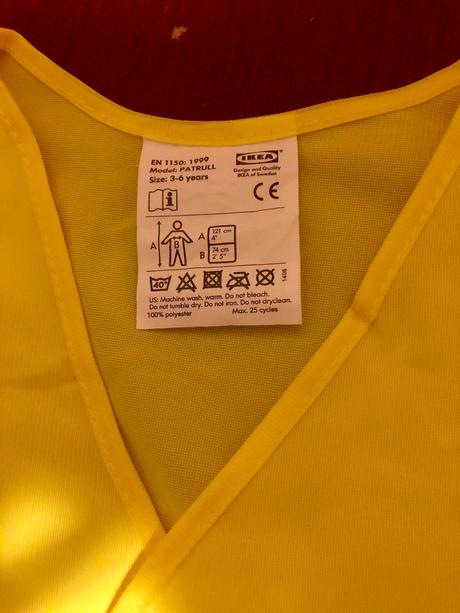 EN 1150: 1999
Model: PATRULL
Size: 3-6 years
IKEA
Design and Quality
IKEA of Sweden
i
CE
A B
A 121 cm
4'
B 74 cm
2' 5"
40°
1406
US: Machine wash, warm. Do not bleach.
Do not tumble dry. Do not iron. Do not dryclean.
100% polyester Max. 25 cycles